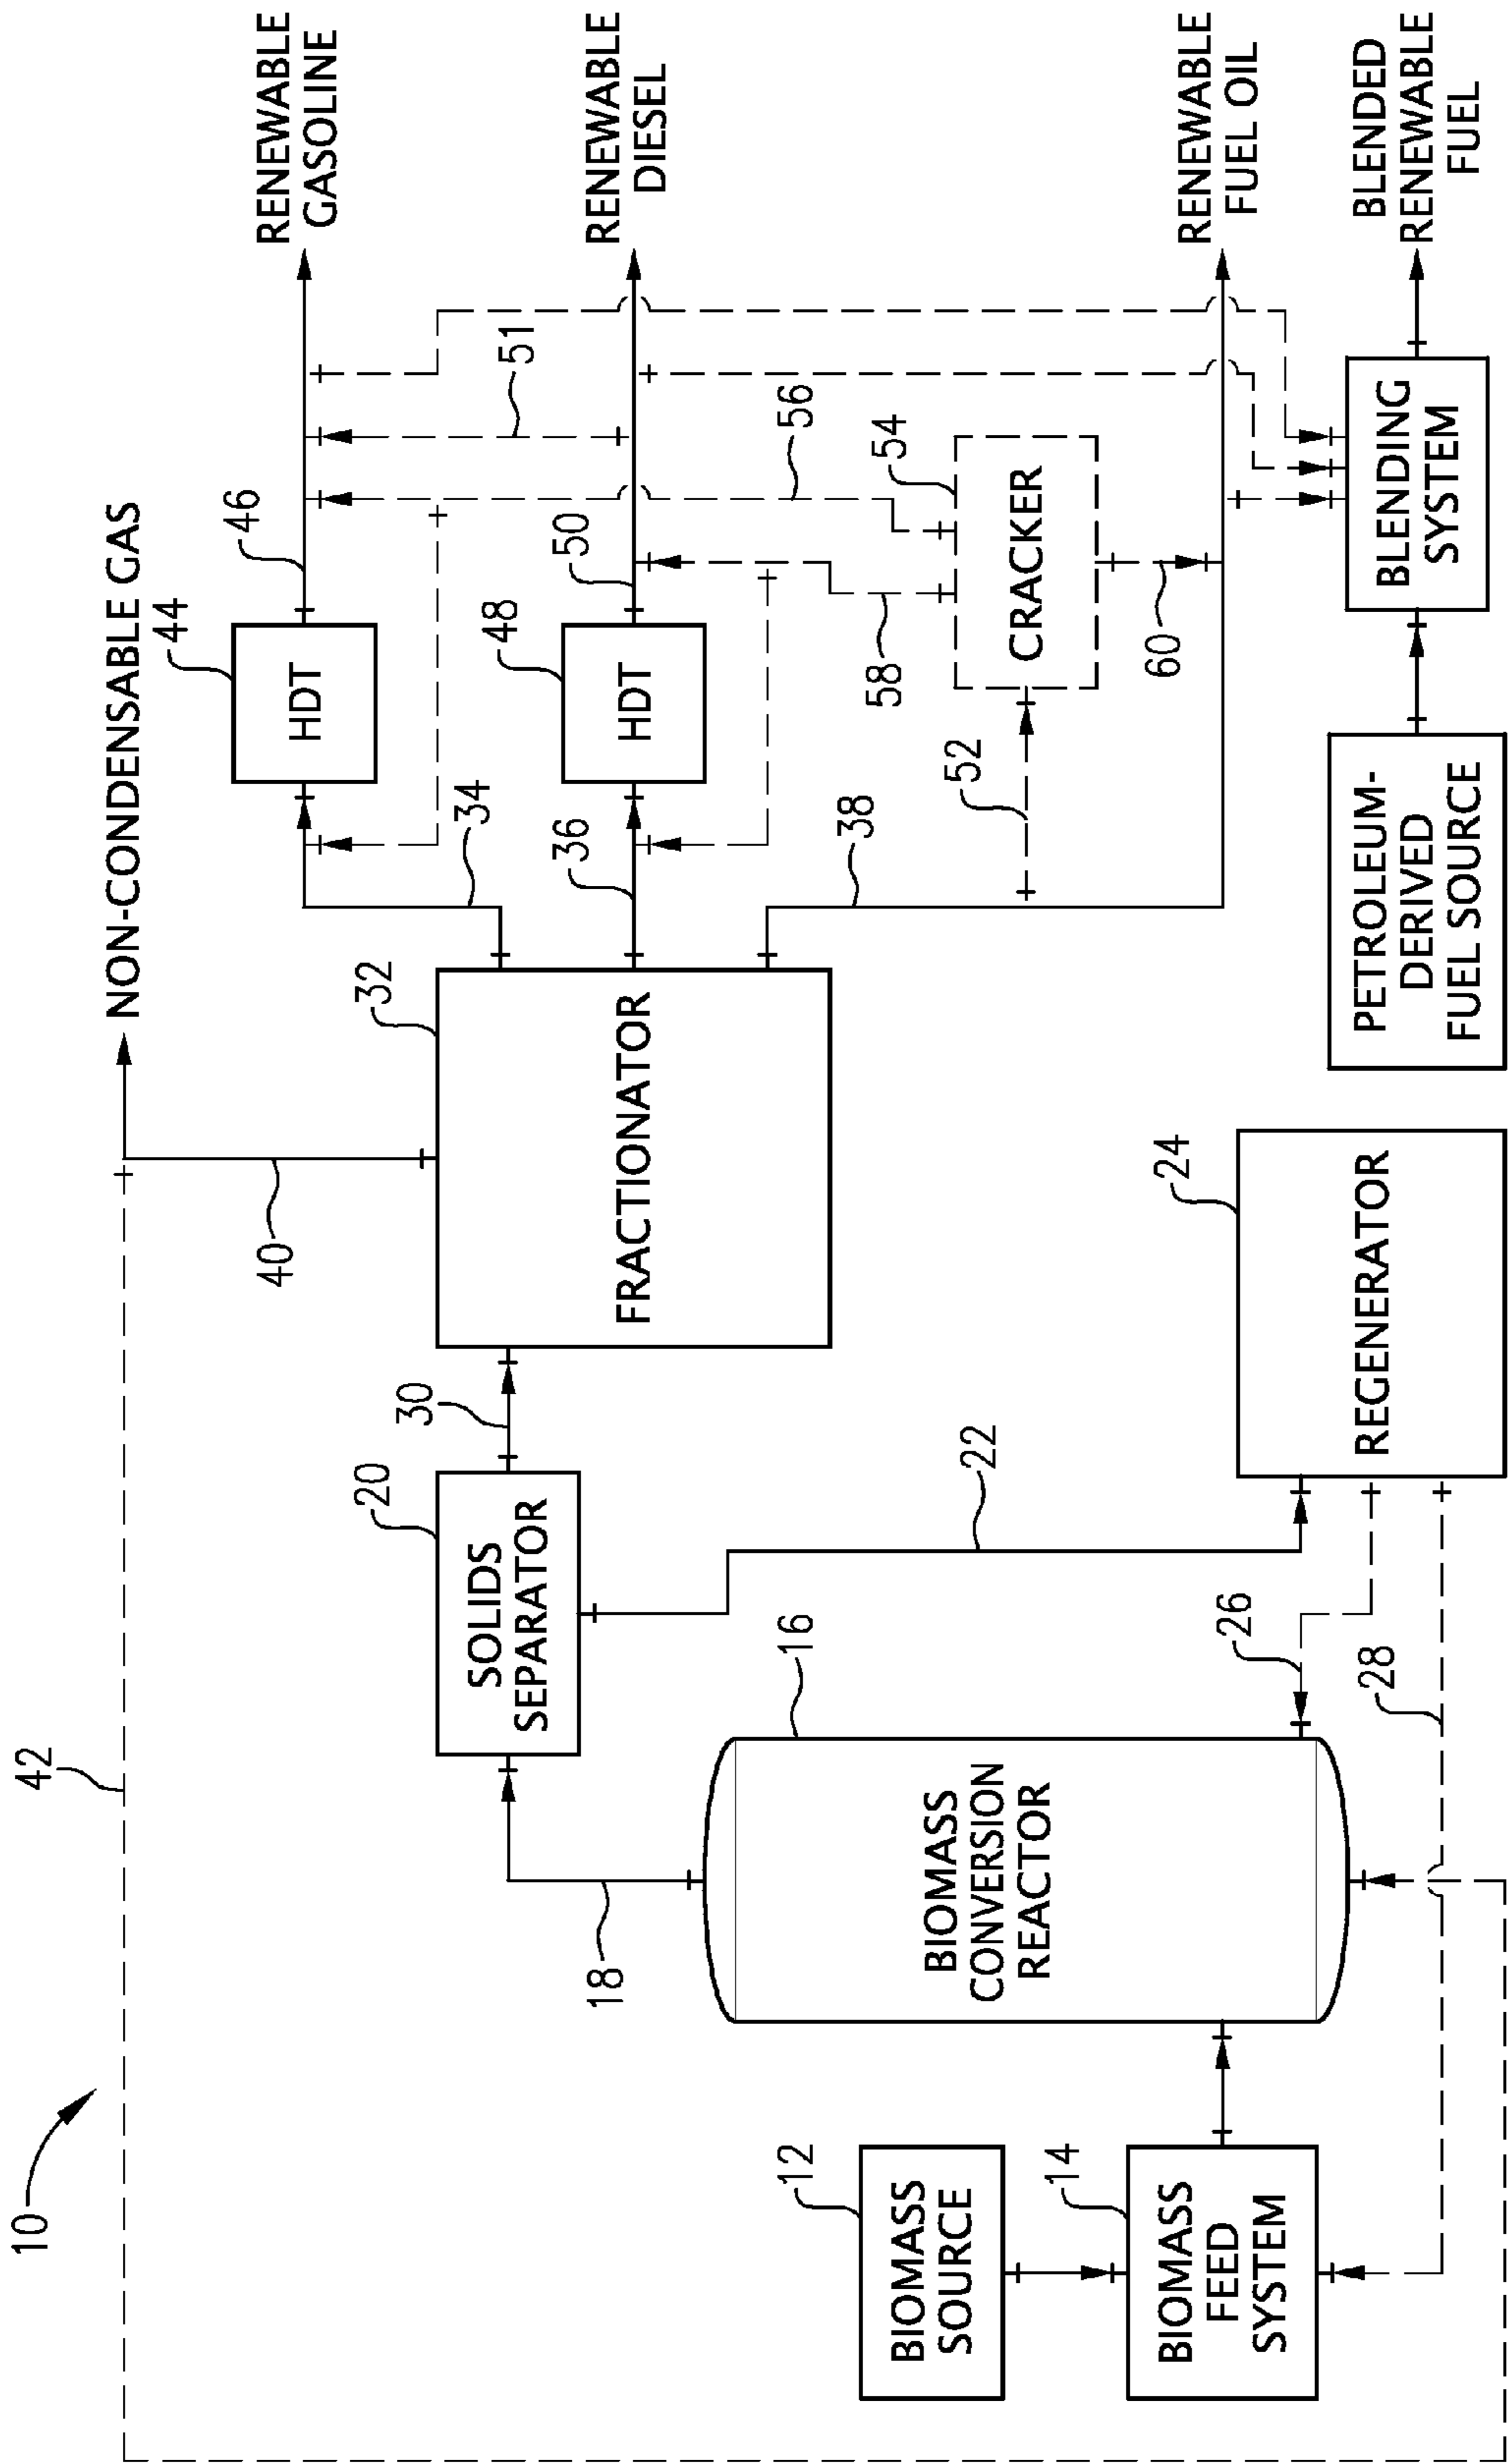 10
42
NON-CONDENSABLE GAS
40
44
HDT
46
RENEWABLE
GASOLINE
34
51
20
SOLIDS
SEPARATOR
30
32
FRACTIONATOR
36
48
HDT
50
RENEWABLE
DIESEL
56
18
16
BIOMASS
CONVERSION
REACTOR
22
38
52
58
54
CRACKER
60
RENEWABLE
FUEL OIL
12
BIOMASS
SOURCE
14
BIOMASS
FEED
SYSTEM
26
28
24
REGENERATOR
PETROLEUM-
DERIVED
FUEL SOURCE
BLENDING
SYSTEM
BLENDED
RENEWABLE
FUEL